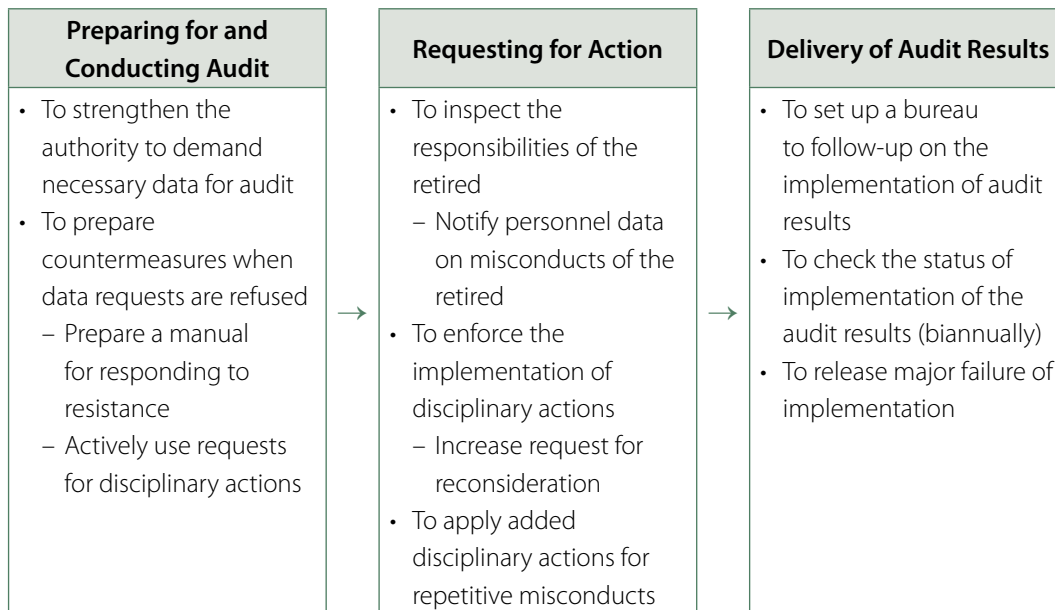 Preparing for and
Conducting Audit
• To strengthen the
authority to demand
necessary data for audit
• To prepare
countermeasures when
data requests are refused
– Prepare a manual
for responding to
resistance
– Actively use requests
for disciplinary actions
→
Requesting for Action
• To inspect the
responsibilities of the
retired
– Notify personnel data
on misconducts of the
retired
• To enforce the
implementation of
disciplinary actions
– Increase request for
reconsideration
• To apply added
disciplinary actions for
repetitive misconducts
→
Delivery of Audit Results
• To set up a bureau
to follow-up on the
implementation of audit
results
• To check the status of
implementation of the
audit results (biannually)
• To release major failure of
implementation